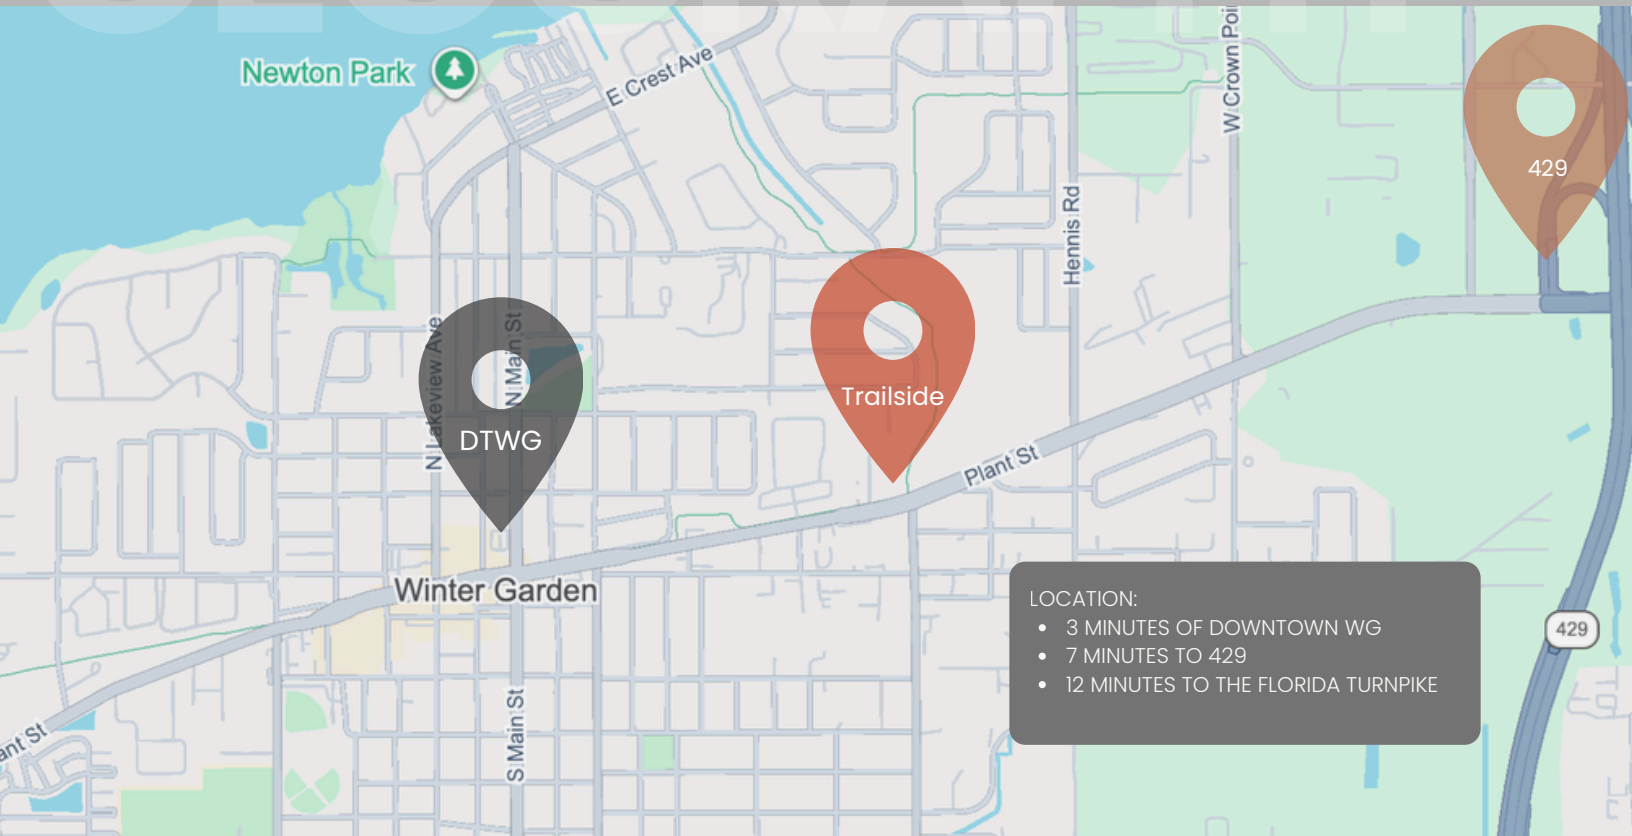 Newton Park
E Crest Ave
W Crown Poi
429
Hennis Rd
N Lakeview Ave
N Main St
Trailside
DTWG
Plant St
Winter Garden
LOCATION:
• 3 MINUTES OF DOWNTOWN WG
• 7 MINUTES TO 429
• 12 MINUTES TO THE FLORIDA TURNPIKE
429
S Main St
ant St